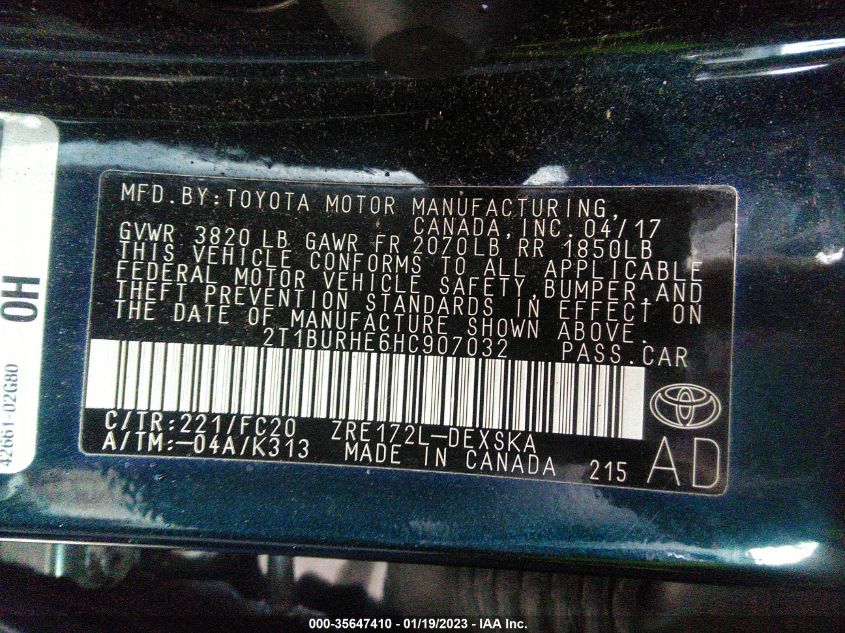 MFD.BY:TOYOTA MOTOR MANUFACTURING,
CANADA,INC. 04/17
GVWR 3820 LB GAWR FR 2070LB RR 1850LB
THIS VEHICLE CONFORMS TO ALL APPLICABLE
FEDERAL MOTOR VEHICLE SAFETY,BUMPER,AND
THEFT PREVENTION STANDARDS IN EFFECT ON
THE DATE OF MANUFACTURE SHOWN ABOVE.
2T1BURHE6HC907032 PASS.CAR
C/TR:221/FC20 ZRE172L-DEXSKA
A/TM:-04A/K313 MADE IN CANADA 215 AD
42661-02G80
0H
000-35647410 - 01/19/2023 - IAA Inc.